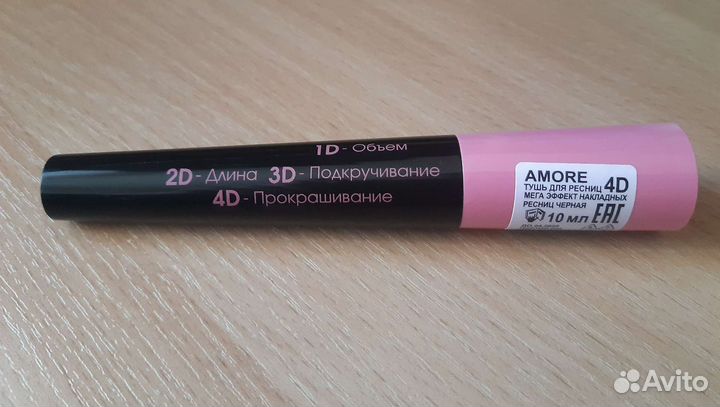 1D - Объем
2D - Длина 3D - Подкручивание
4D - Прокрашивание
AMORE
ТУШЬ ДЛЯ РЕСНИЦ 4D
МЕГА ЭФФЕКТ НАКЛАДНЫХ
РЕСНИЦ ЧЕРНАЯ
10 МЛ EAC
Avito